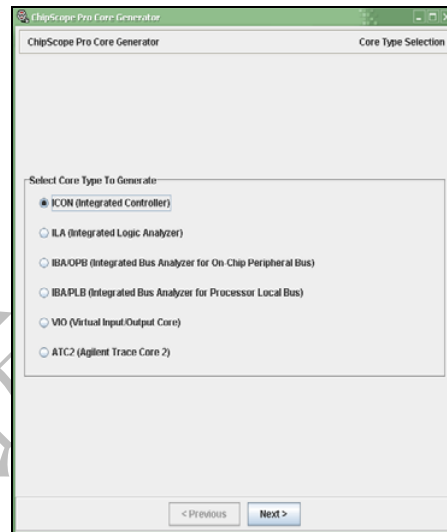 ChipScope Pro Core Generator
ChipScope Pro Core Generator Core Type Selection
Select Core Type To Generate
ICON (Integrated Controller)
ILA (Integrated Logic Analyzer)
IBA/OPB (Integrated Bus Analyzer for On-Chip Peripheral Bus)
IBA/PLB (Integrated Bus Analyzer for Processor Local Bus)
VIO (Virtual Input/Output Core)
ATC2 (Agilent Trace Core 2)
< Previous Next >